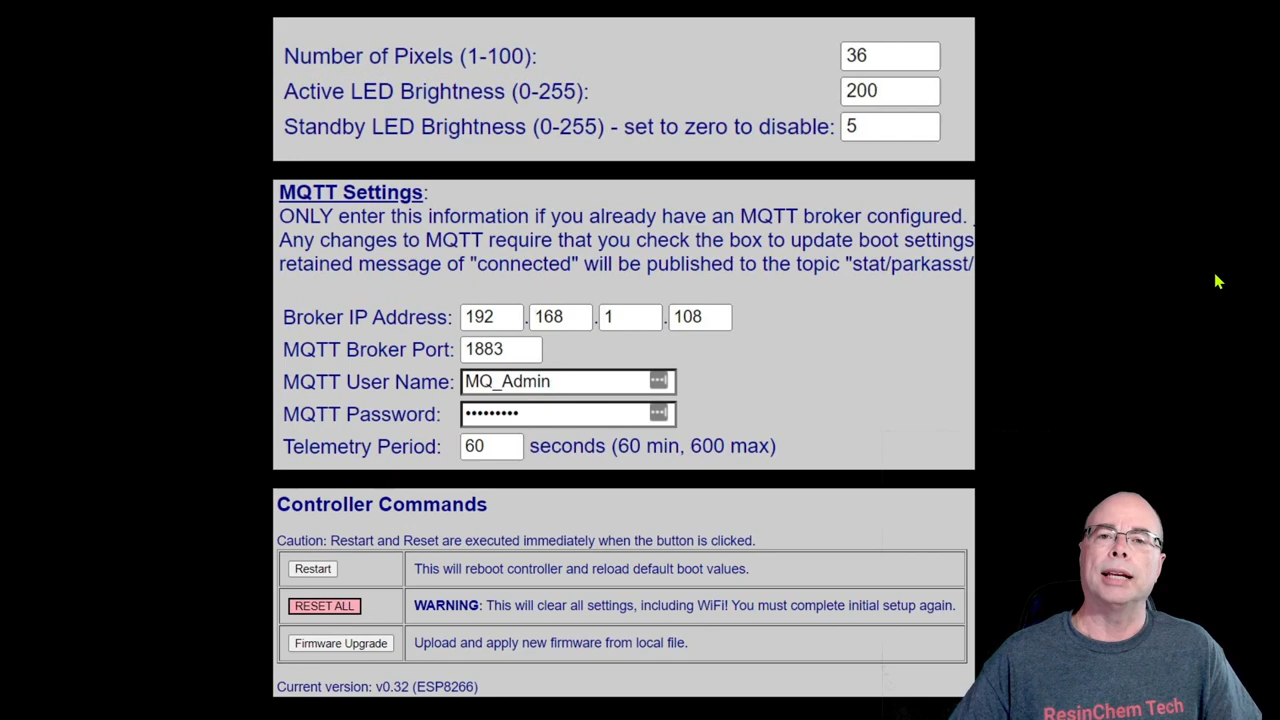 Number of Pixels (1-100): 36
Active LED Brightness (0-255): 200
Standby LED Brightness (0-255) - set to zero to disable: 5
MQTT Settings:
ONLY enter this information if you already have an MQTT broker configured.
Any changes to MQTT require that you check the box to update boot settings
retained message of "connected" will be published to the topic "stat/parkasst/
Broker IP Address: 192 . 168 . 1 . 108
MQTT Broker Port: 1883
MQTT User Name: MQ_Admin
MQTT Password: •••••••••
Telemetry Period: 60 seconds (60 min, 600 max)
Controller Commands
Caution: Restart and Reset are executed immediately when the button is clicked.
Restart This will reboot controller and reload default boot values.
RESET ALL WARNING: This will clear all settings, including WiFi! You must complete initial setup again.
Firmware Upgrade Upload and apply new firmware from local file.
Current version: v0.32 (ESP8266)
ResinChem Tech